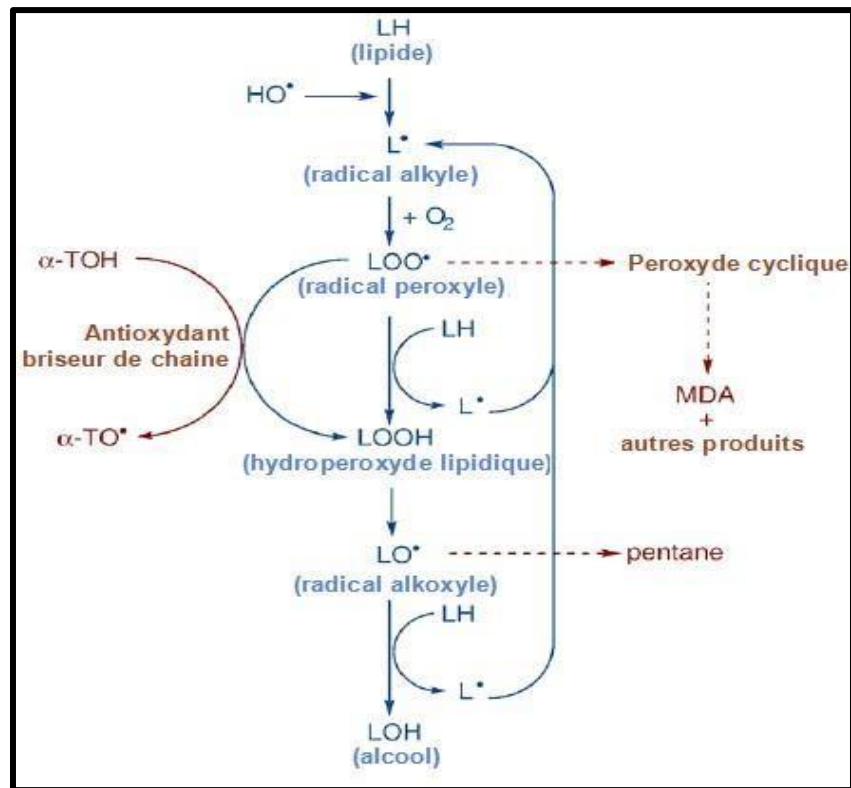 LH
(lipide)
HO•
L•
(radical alkyle)
+ O₂
α-TOH
LOO•
(radical peroxyle)
Peroxyde cyclique
Antioxydant
briseur de chaine
LH
L•
MDA
+
autres produits
α-TO•
LOOH
(hydroperoxyde lipidique)
LO•
(radical alkoxyle)
pentane
LH
L•
LOH
(alcool)